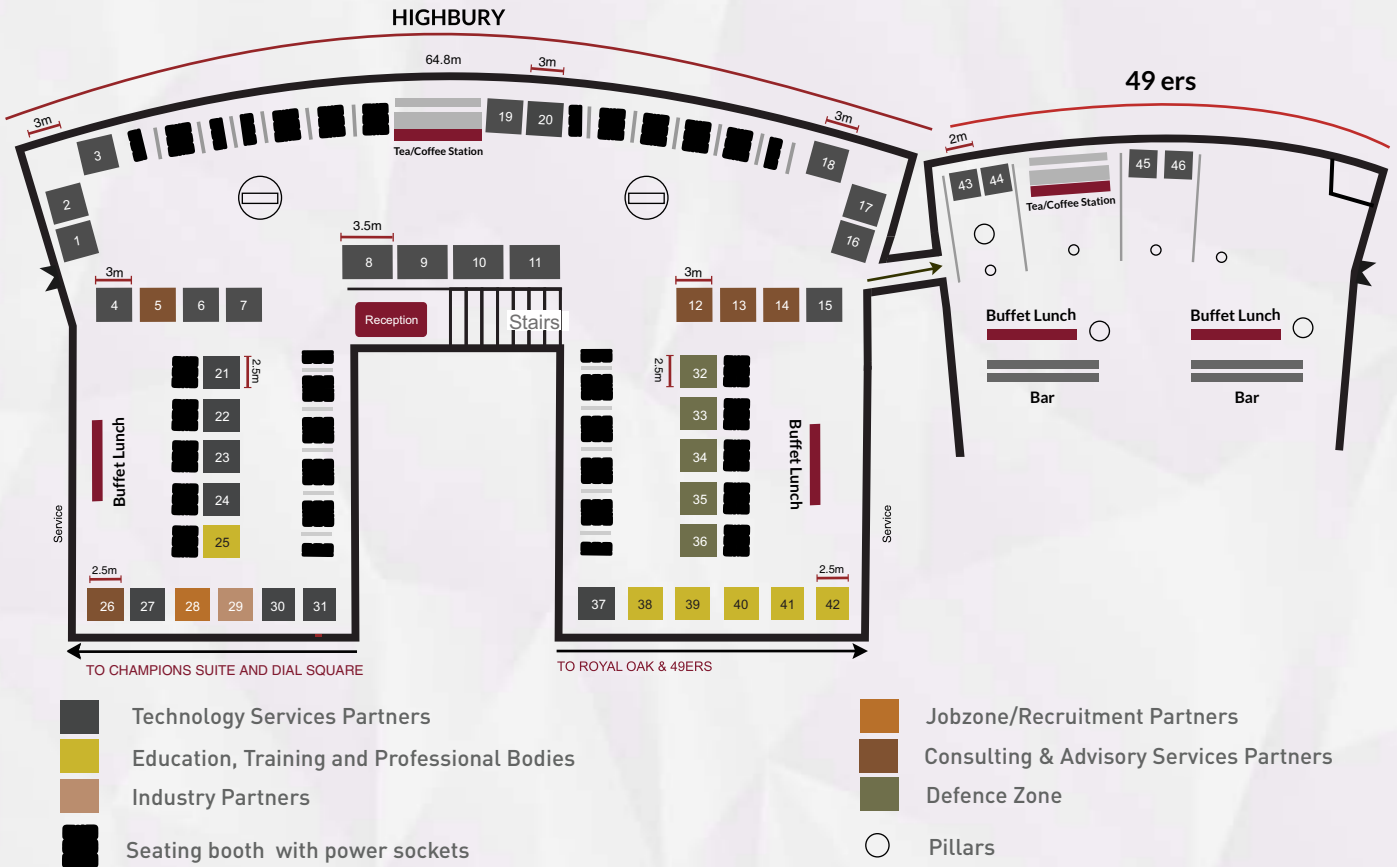 HIGHBURY
64.8m
3m
3m
3m
49 ers
2m
3
19
20
18
Tea/Coffee Station
43
44
45
46
Tea/Coffee Station
2
1
17
16
3.5m
8
9
10
11
3m
4
5
6
7
3m
12
13
14
15
Reception
Stairs
Buffet Lunch
Buffet Lunch
Bar
Bar
21
2.5m
22
23
24
25
Buffet Lunch
Service
2.5m
32
33
34
35
36
Buffet Lunch
Service
2.5m
26
27
28
29
30
31
2.5m
37
38
39
40
41
42
TO CHAMPIONS SUITE AND DIAL SQUARE
TO ROYAL OAK & 49ERS
Technology Services Partners
Education, Training and Professional Bodies
Industry Partners
Seating booth with power sockets
Jobzone/Recruitment Partners
Consulting & Advisory Services Partners
Defence Zone
Pillars